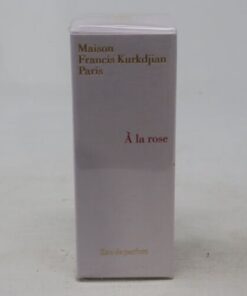 Maison
Francis Kurkdjian
Paris
À la rose
Eau de parfum